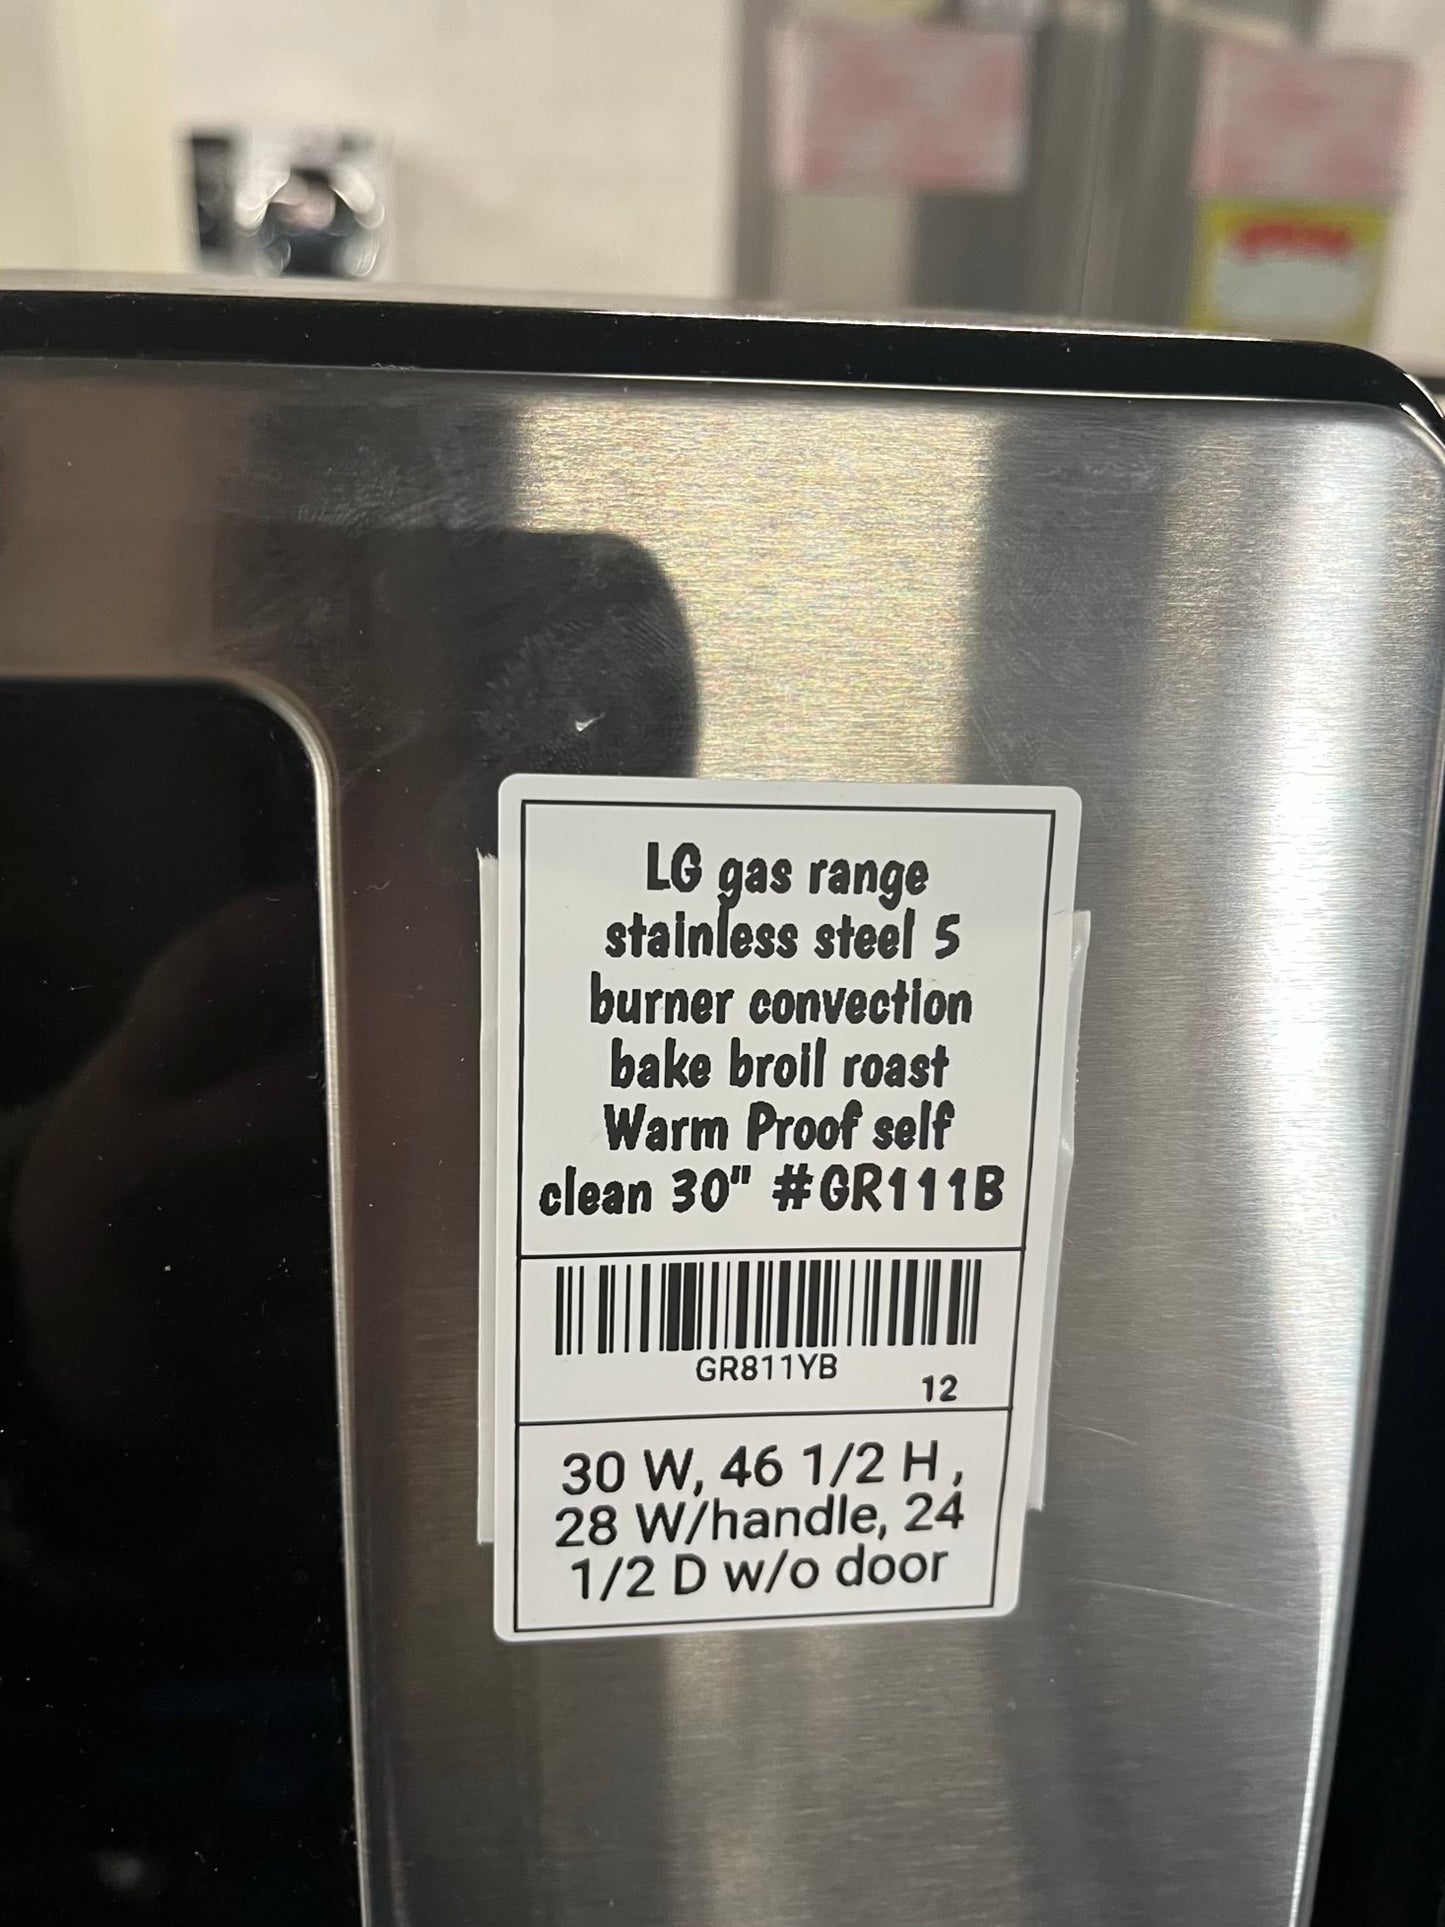 LG gas range
stainless steel 5
burner convection
bake broil roast
Warm Proof self
clean 30" #GR111B
GR811YB
12
30 W, 46 1/2 H ,
28 W/handle, 24
1/2 D w/o door